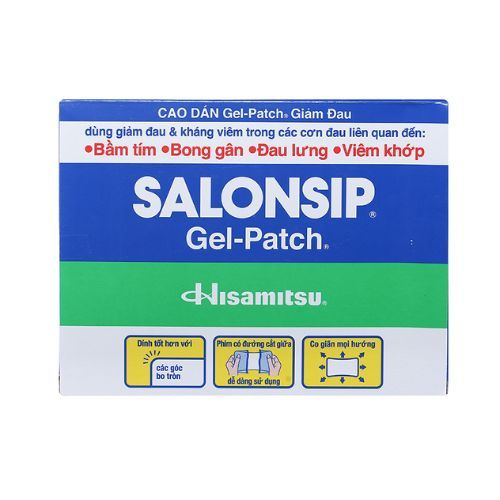 CAO DÁN Gel-Patch® Giảm Đau
dùng giảm đau & kháng viêm trong các cơn đau liên quan đến:
•Bầm tím •Bong gân •Đau lưng •Viêm khớp
SALONSIP®
Gel-Patch®
Hisamitsu®
Dính tốt hơn với
các góc
bo tròn
Phim có đường cắt giữa
dễ dàng sử dụng
Co giãn mọi hướng